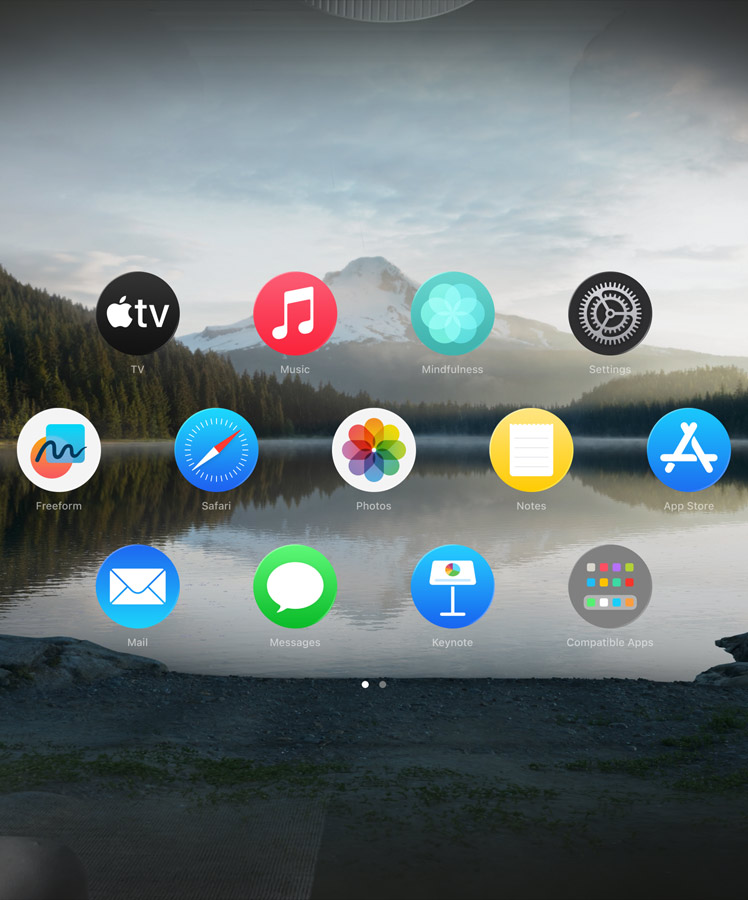 tv
TV
Music
Mindfulness
Settings
Freeform
Safari
Photos
Notes
App Store
Mail
Messages
Keynote
Compatible Apps